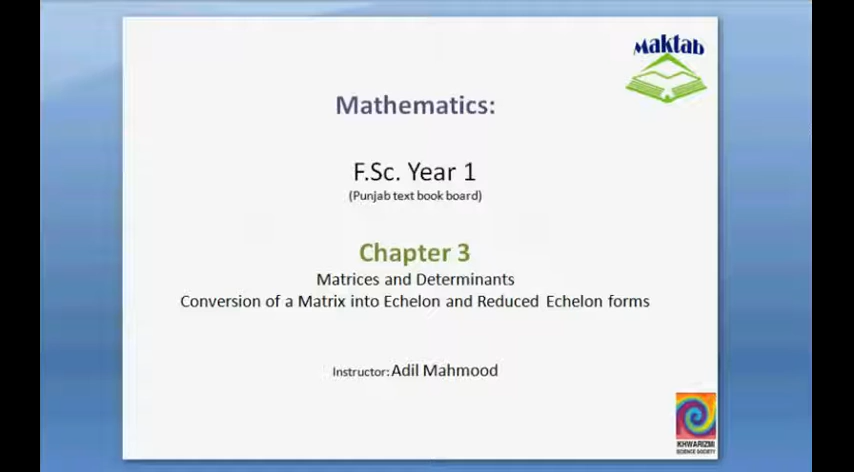 Maktab
Mathematics:
F.Sc. Year 1
(Punjab text book board)
Chapter 3
Matrices and Determinants
Conversion of a Matrix into Echelon and Reduced Echelon forms
Instructor: Adil Mahmood
KHWARIZMI
SCIENCE SOCIETY